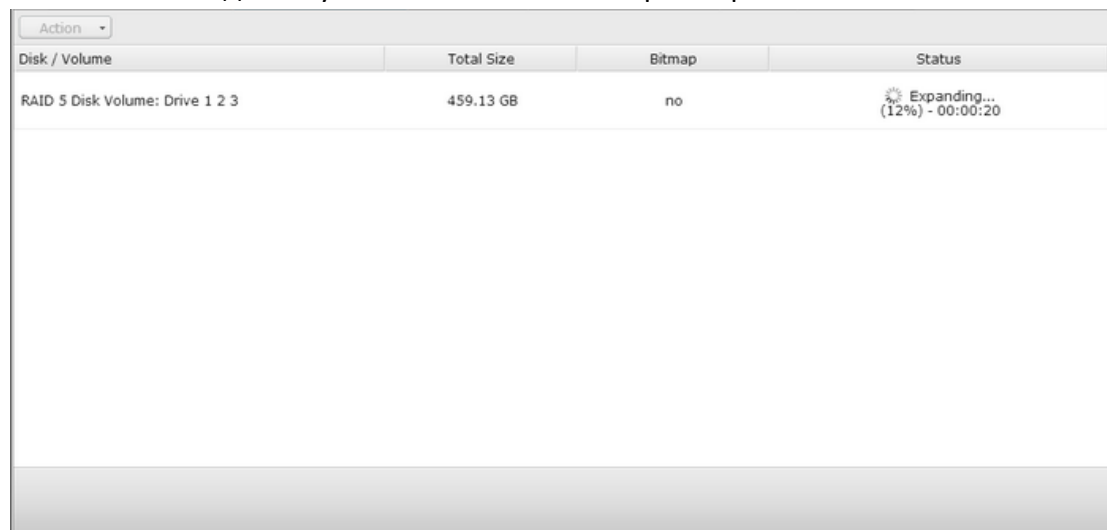 Action
Disk / Volume Total Size Bitmap Status
RAID 5 Disk Volume: Drive 1 2 3 459.13 GB no Expanding...
(12%) - 00:00:20